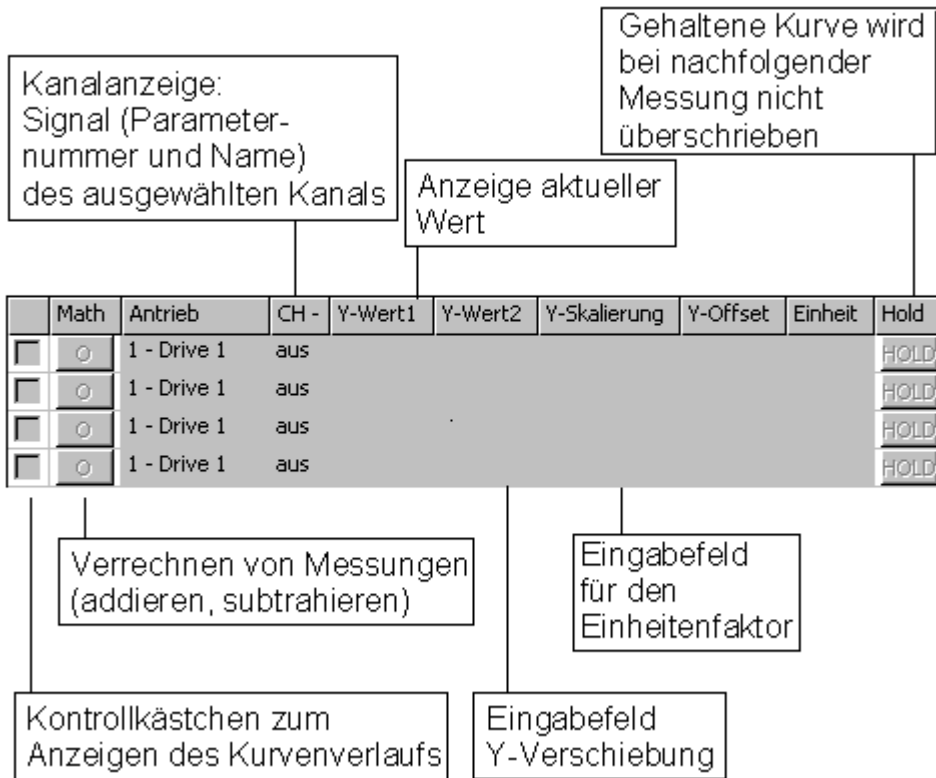 Gehaltene Kurve wird
bei nachfolgender
Messung nicht
überschrieben
Kanalanzeige:
Signal (Parameter-
nummer und Name)
des ausgewählten Kanals
Anzeige aktueller
Wert
Math Antrieb CH - Y-Wert1 Y-Wert2 Y-Skalierung Y-Offset Einheit Hold
O 1 - Drive 1 aus HOLD
O 1 - Drive 1 aus HOLD
O 1 - Drive 1 aus HOLD
O 1 - Drive 1 aus HOLD
Verrechnen von Messungen
(addieren, subtrahieren)
Eingabefeld
für den
Einheitenfaktor
Kontrollkästchen zum
Anzeigen des Kurvenverlaufs
Eingabefeld
Y-Verschiebung